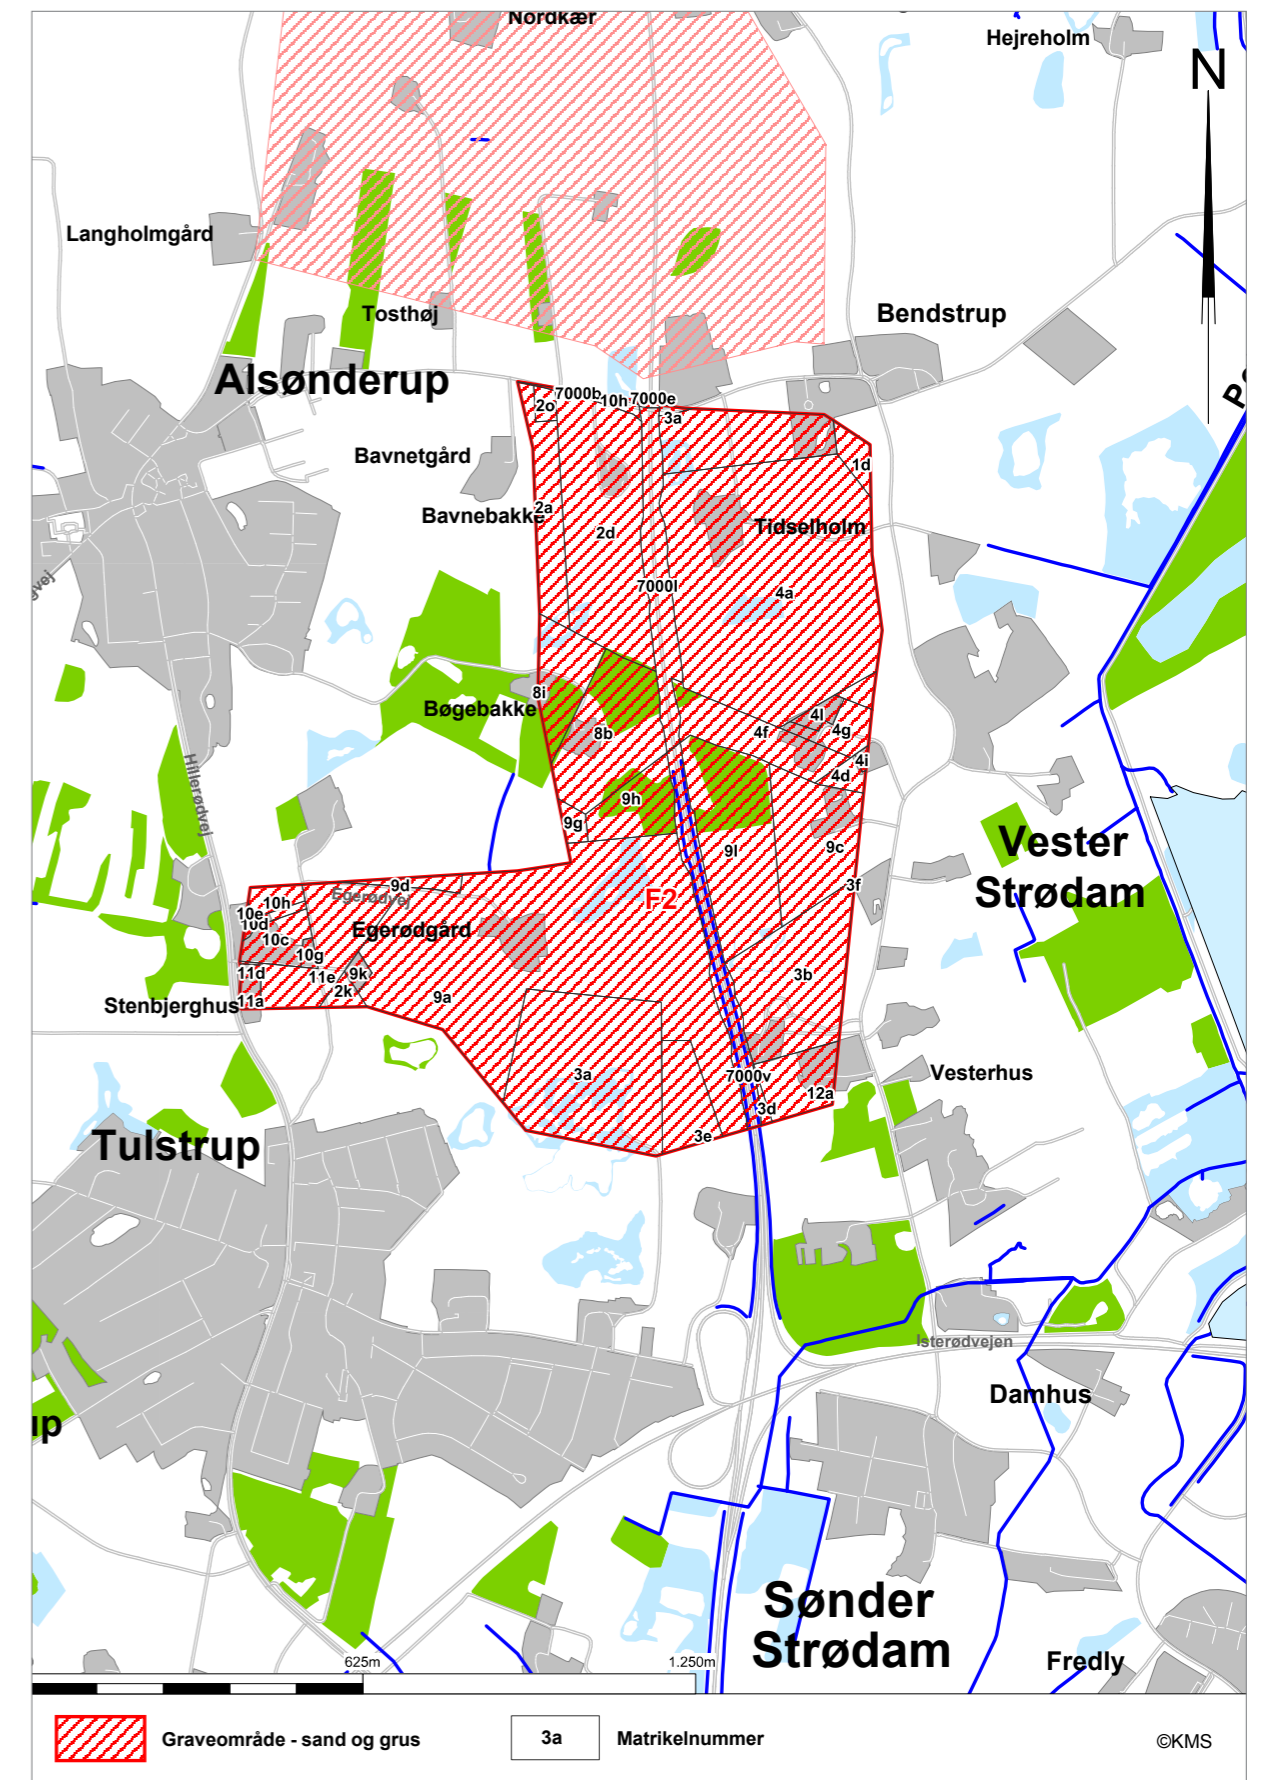 Nordkær
Hejreholm
N
Langholmgård
Tosthøj
Bendstrup
Alsønderup
7000b
10h
7000e
2o
3a
Bavnetgård
1d
Bavnebakke
2a
Tidselholm
2d
7000l
4a
gvej
8i
Bøgebakke
4l
8b
4f
4g
4i
4d
Hillerødvej
9h
9g
9l
9c
Vester
Strødam
9d
3f
Egerødvej
F2
10h
10e
10d
10c
Egerødgård
10g
11d
11e
9k
3b
2k
9a
Stenbjerghus
11a
3a
7000v
Vesterhus
12a
3d
3e
Tulstrup
Isterødvejen
Damhus
up
Sønder
Strødam
Fredly
625m
1.250m
Graveområde - sand og grus
3a
Matrikelnummer
©KMS